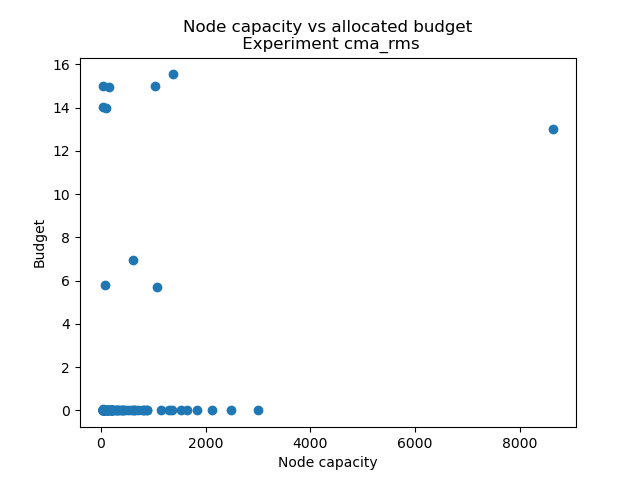 Node capacity vs allocated budget
Experiment cma_rms
16
14
12
10
8
6
4
2
0
Budget
0 2000 4000 6000 8000
Node capacity